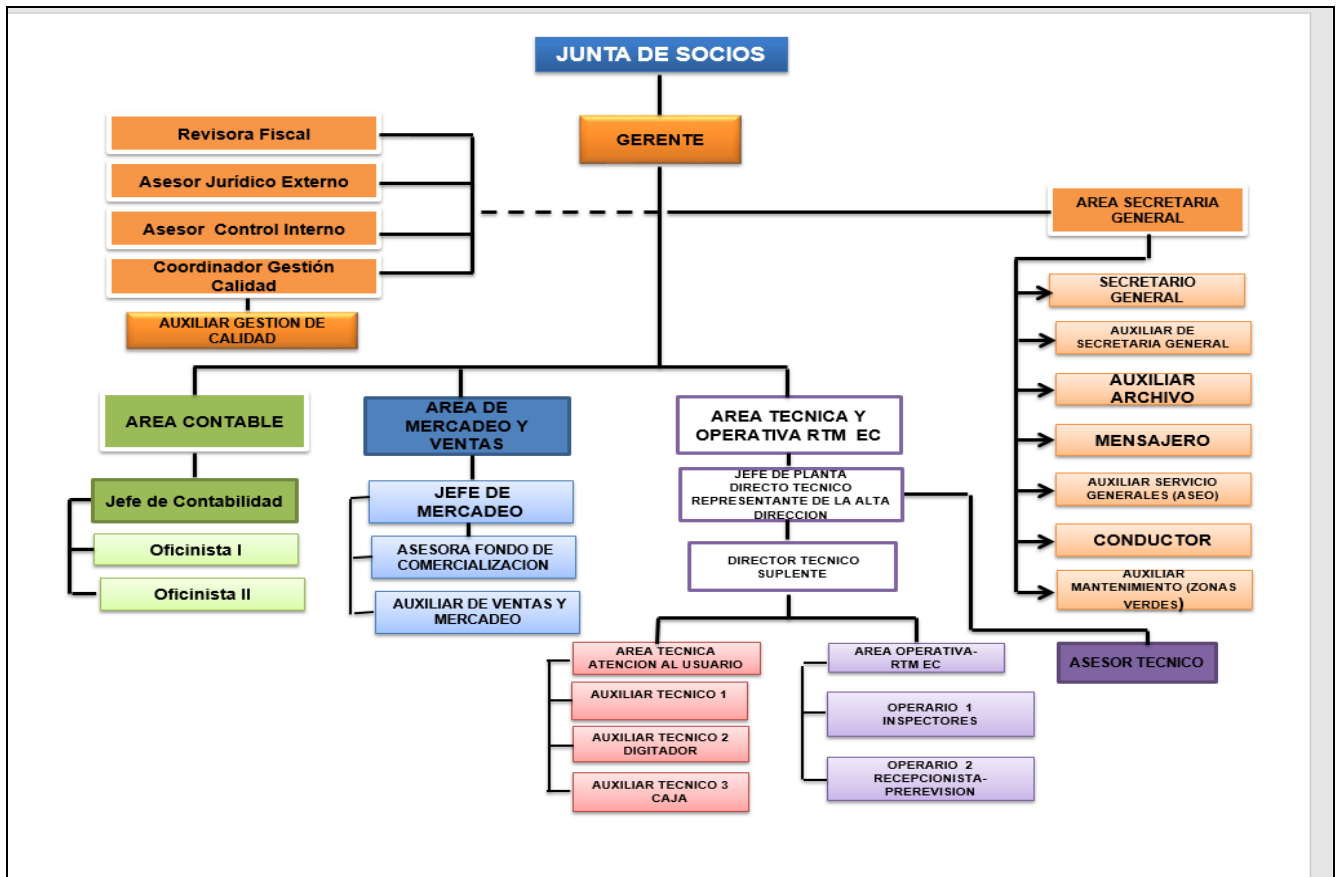 JUNTA DE SOCIOS
GERENTE
Revisora Fiscal
Asesor Jurídico Externo
Asesor Control Interno
Coordinador Gestión
Calidad
AUXILIAR GESTION DE
CALIDAD
AREA SECRETARIA
GENERAL
SECRETARIO
GENERAL
AUXILIAR DE
SECRETARIA GENERAL
AUXILIAR
ARCHIVO
MENSAJERO
AUXILIAR SERVICIO
GENERALES (ASEO)
CONDUCTOR
AUXILIAR
MANTENIMIENTO (ZONAS
VERDES)
AREA CONTABLE
Jefe de Contabilidad
Oficinista I
Oficinista II
AREA DE
MERCADEO Y
VENTAS
JEFE DE
MERCADEO
ASESORA FONDO DE
COMERCIALIZACION
AUXILIAR DE VENTAS Y
MERCADEO
AREA TECNICA Y
OPERATIVA RTM EC
JEFE DE PLANTA
DIRECTO TECNICO
REPRESENTANTE DE LA ALTA
DIRECCION
DIRECTOR TECNICO
SUPLENTE
AREA TECNICA
ATENCION AL USUARIO
AUXILIAR TECNICO 1
AUXILIAR TECNICO 2
DIGITADOR
AUXILIAR TECNICO 3
CAJA
AREA OPERATIVA-
RTM EC
OPERARIO 1
INSPECTORES
OPERARIO 2
RECEPCIONISTA-
PREREVISION
ASESOR TECNICO